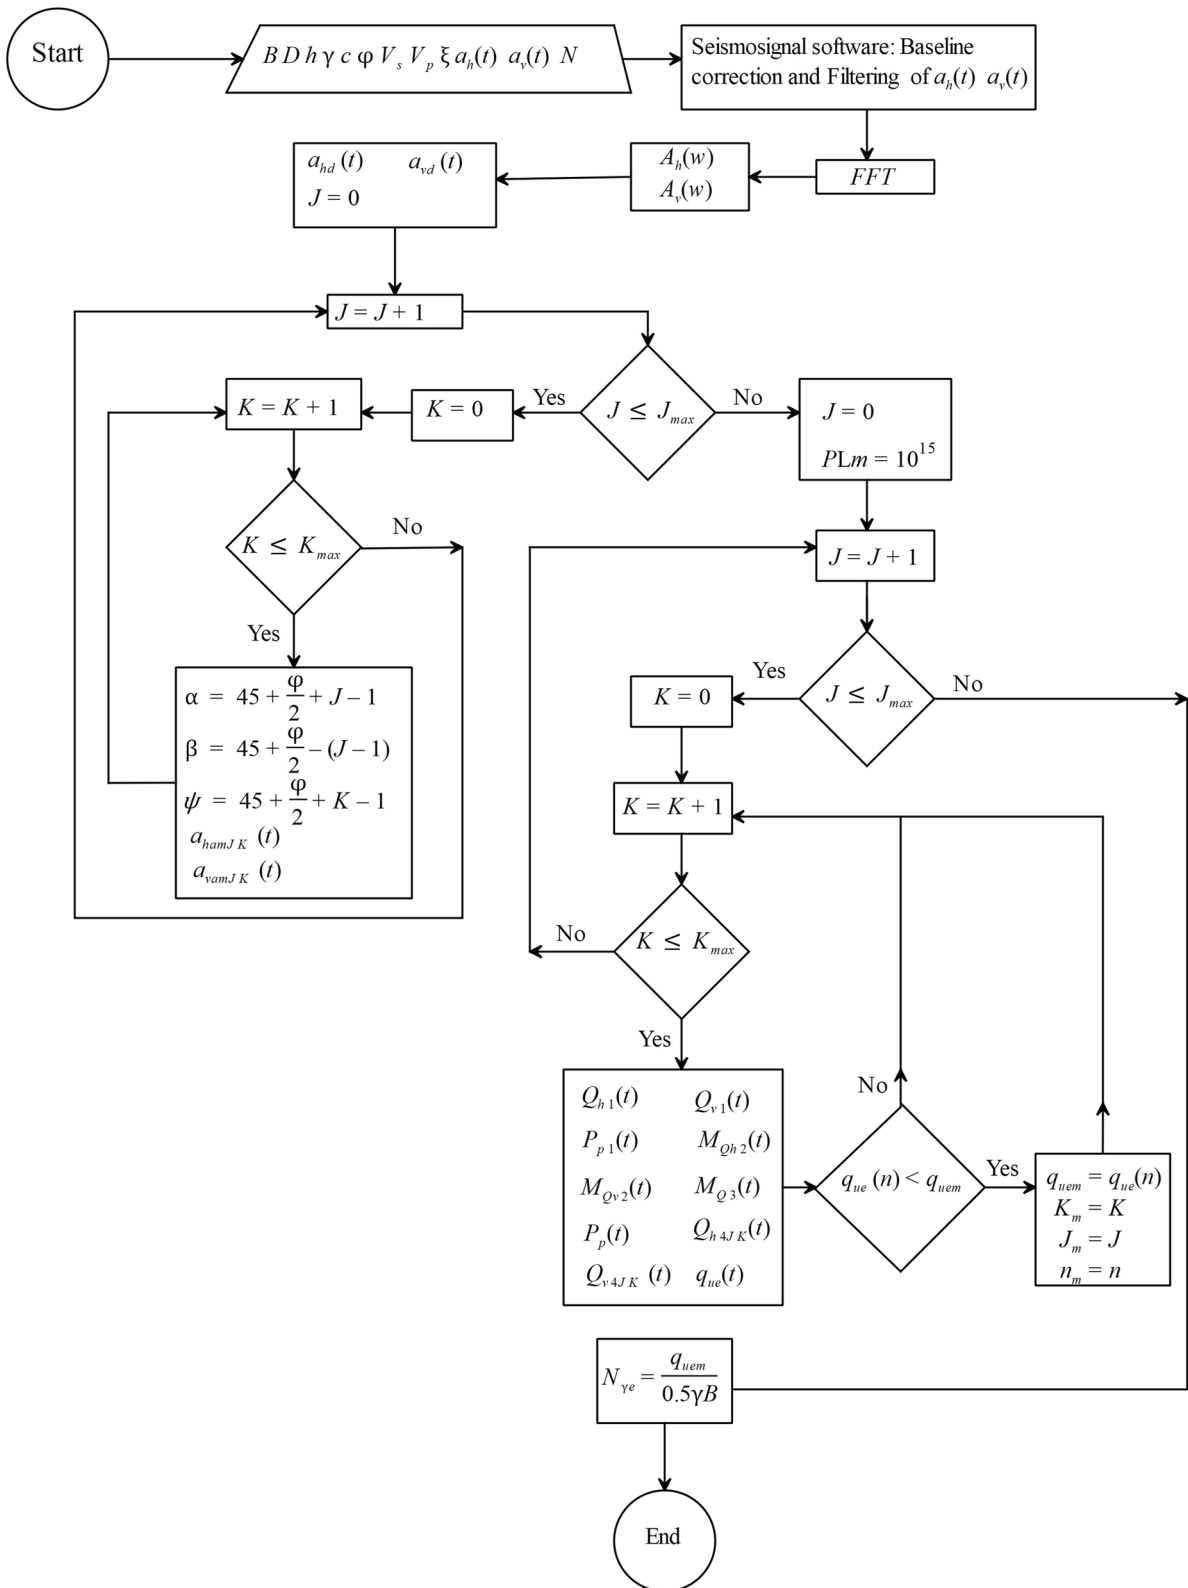 Start
B D h γ c φ V_s V_p ξ a_h(t) a_v(t) N
Seismosignal software: Baseline
correction and Filtering of a_h(t) a_v(t)
FFT
A_h(w)
A_v(w)
a_hd (t) a_vd (t)
J = 0
J = J + 1
J ≤ J_max
Yes
No
K = 0
K = K + 1
K ≤ K_max
No
Yes
α = 45 + φ/2 + J – 1
β = 45 + φ/2 – (J – 1)
ψ = 45 + φ/2 + K – 1
a_hamJK (t)
a_vamJK (t)
J = 0
PLm = 10^15
J = J + 1
J ≤ J_max
Yes
No
K = 0
K = K + 1
K ≤ K_max
No
Yes
Q_h1(t) Q_v1(t)
P_p1(t) M_Qh2(t)
M_Qv2(t) M_Q3(t)
P_p(t) Q_h4JK(t)
Q_v4JK (t) q_ue(t)
q_ue (n) < q_uem
No
Yes
q_uem = q_ue(n)
K_m = K
J_m = J
n_m = n
N_γe = q_uem/0.5γB
End